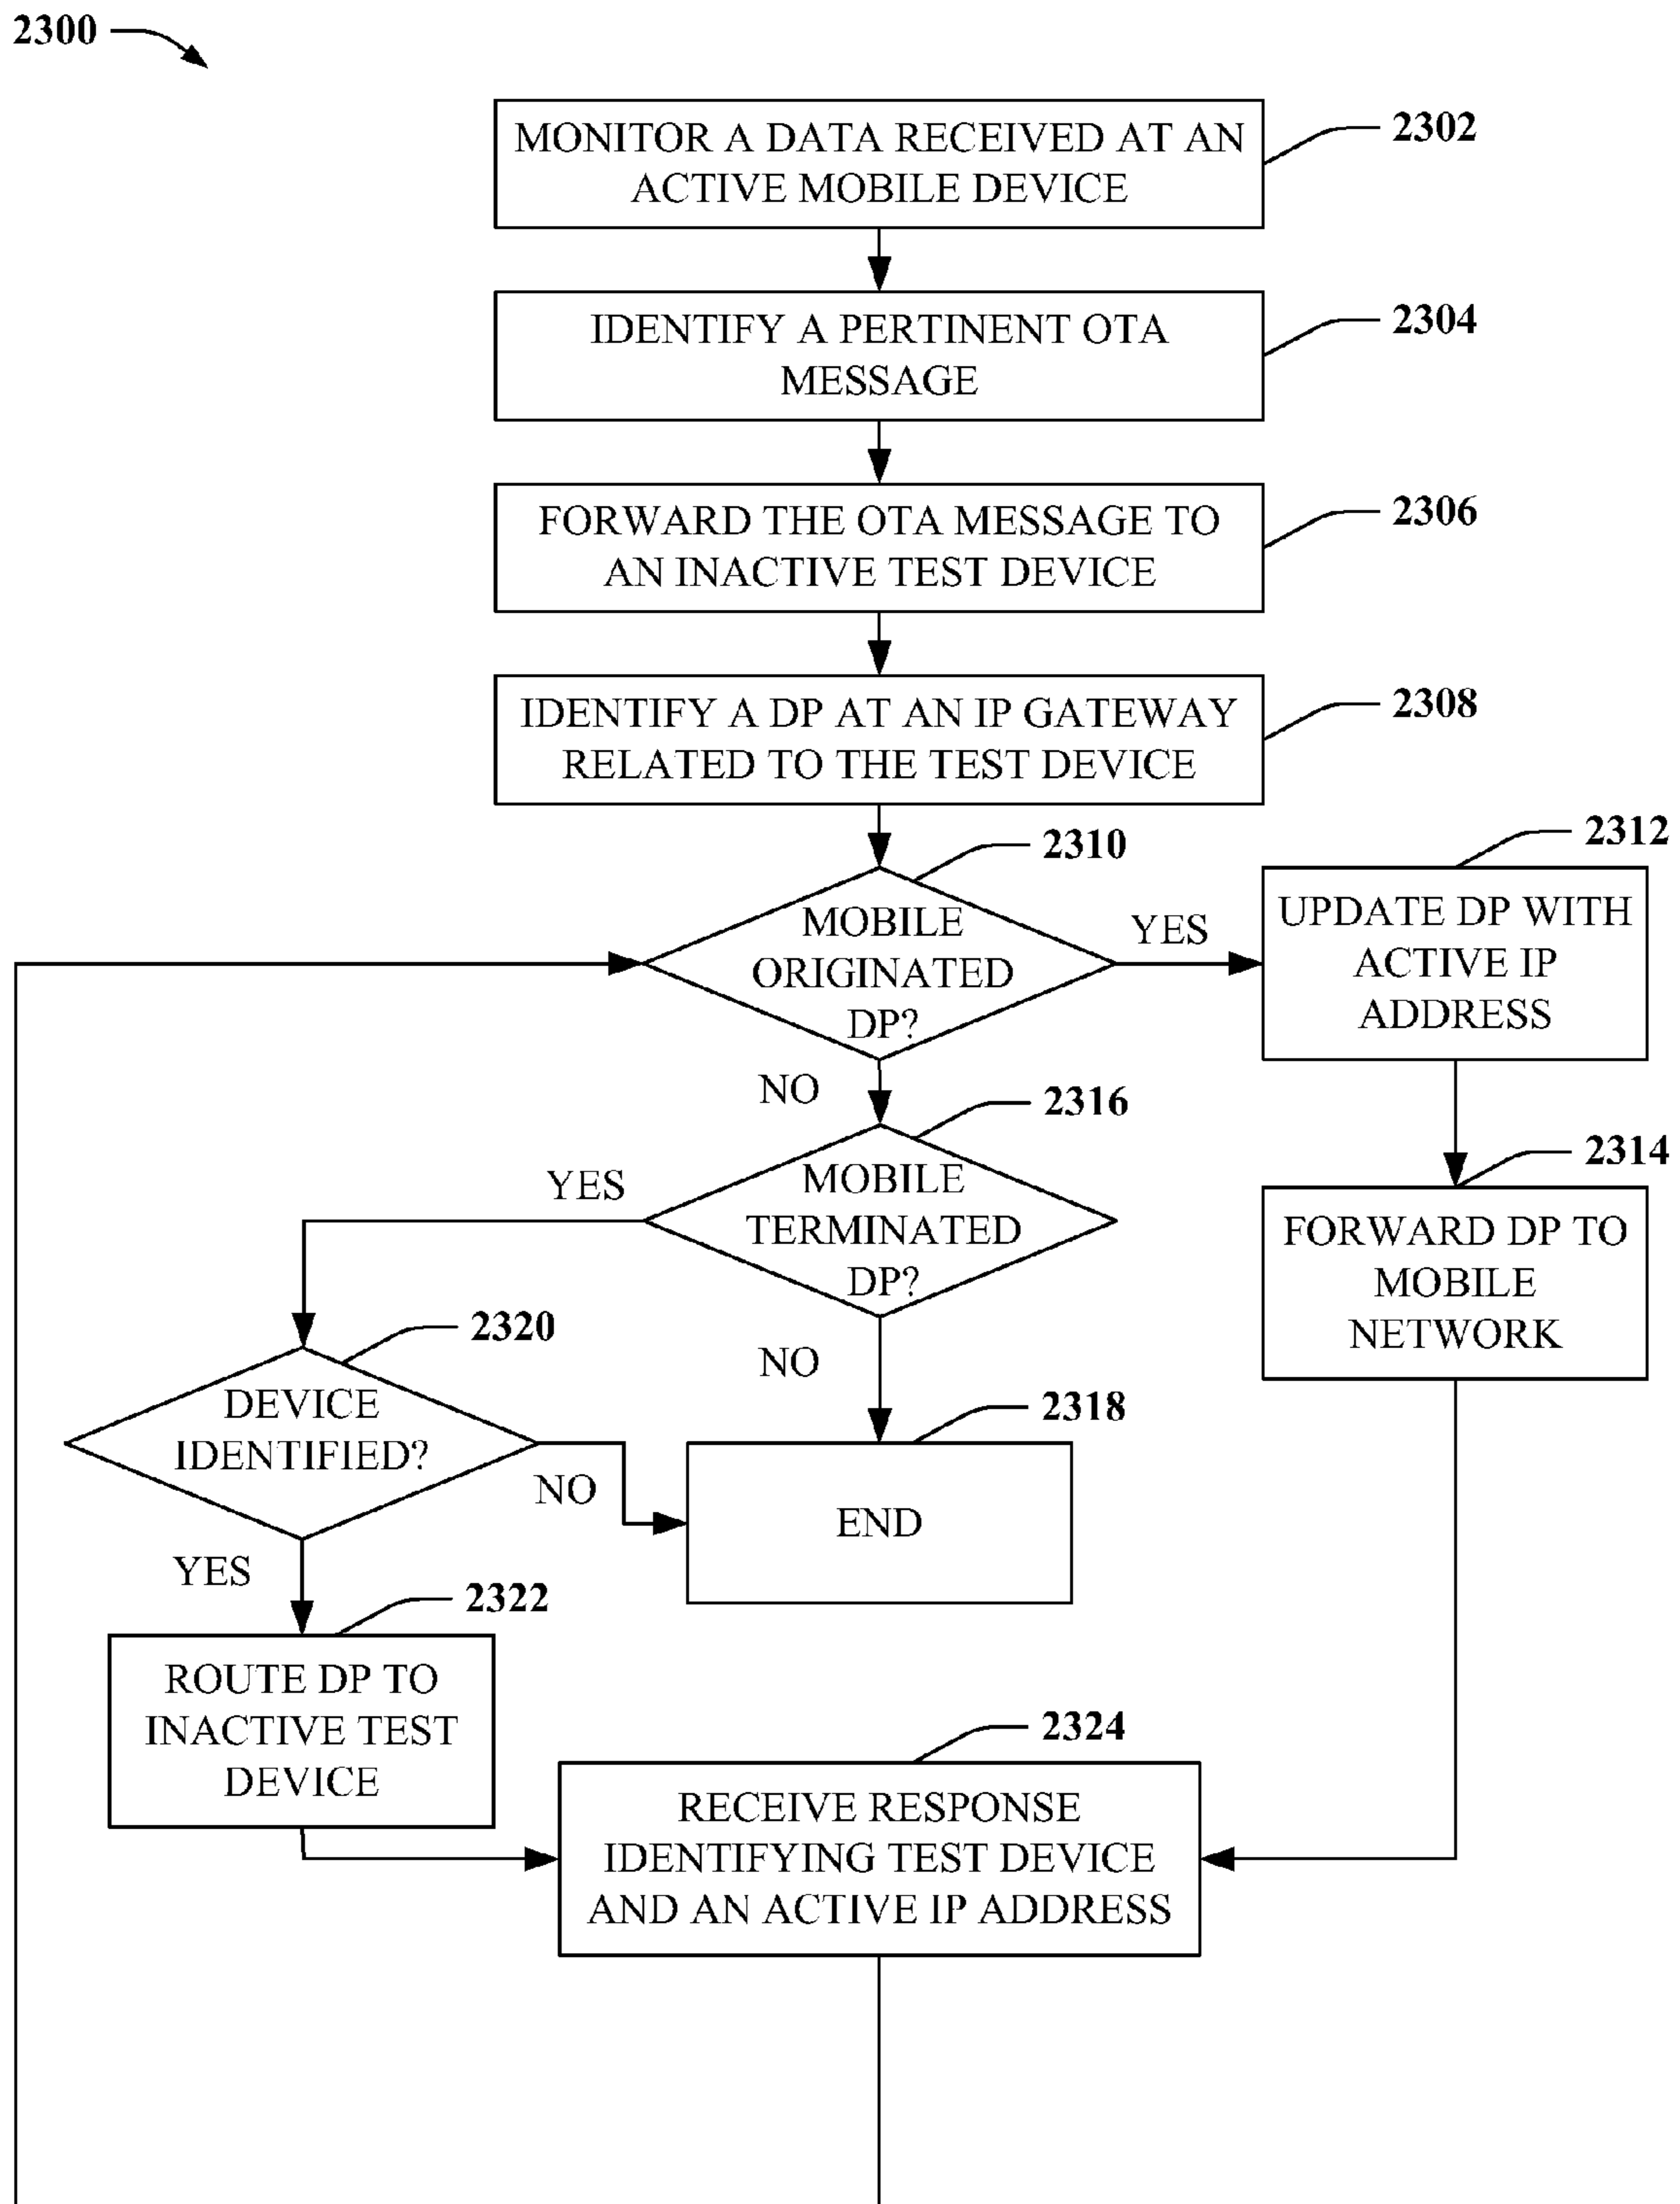 2300
MONITOR A DATA RECEIVED AT AN
ACTIVE MOBILE DEVICE
2302
IDENTIFY A PERTINENT OTA
MESSAGE
2304
FORWARD THE OTA MESSAGE TO
AN INACTIVE TEST DEVICE
2306
IDENTIFY A DP AT AN IP GATEWAY
RELATED TO THE TEST DEVICE
2308
2310
MOBILE
ORIGINATED
DP?
YES
2312
UPDATE DP WITH
ACTIVE IP
ADDRESS
NO
2314
FORWARD DP TO
MOBILE
NETWORK
2316
MOBILE
TERMINATED
DP?
YES
NO
2318
END
2320
DEVICE
IDENTIFIED?
NO
YES
2322
ROUTE DP TO
INACTIVE TEST
DEVICE
2324
RECEIVE RESPONSE
IDENTIFYING TEST DEVICE
AND AN ACTIVE IP ADDRESS